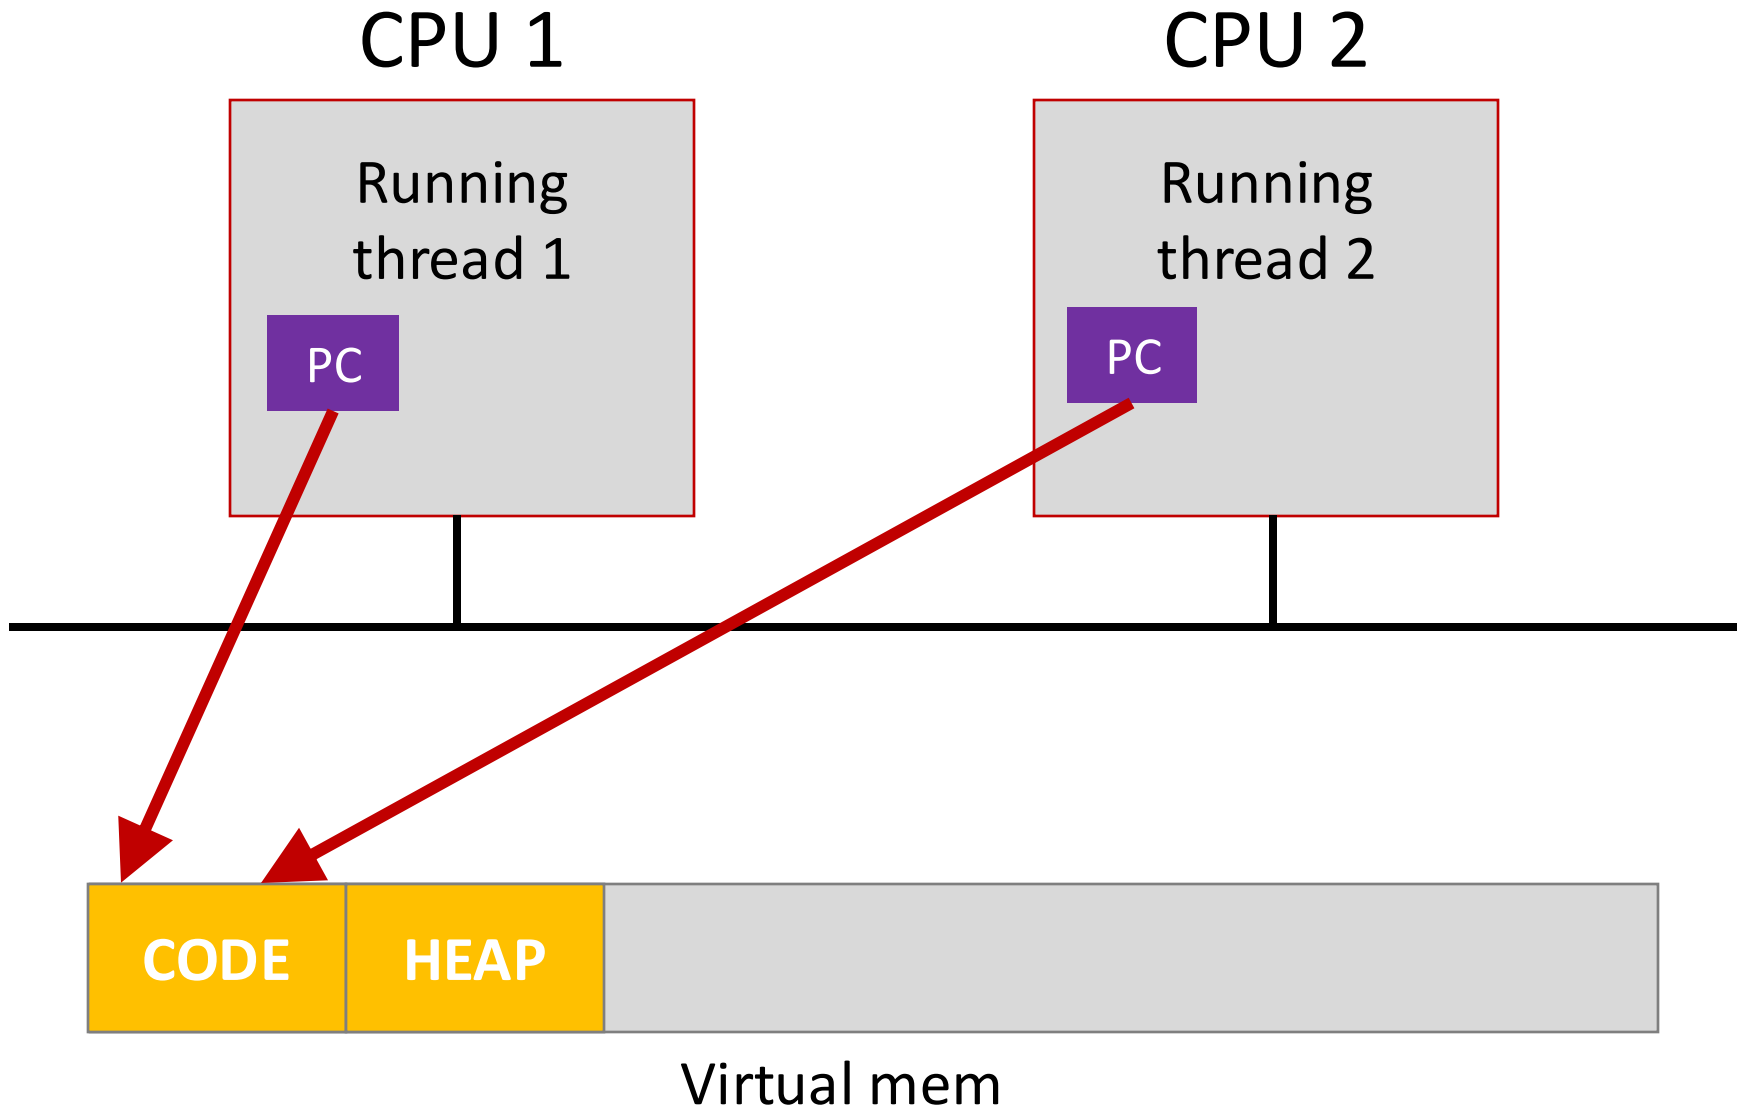 CPU 1
CPU 2
Running
thread 1
Running
thread 2
PC
PC
CODE
HEAP
Virtual mem